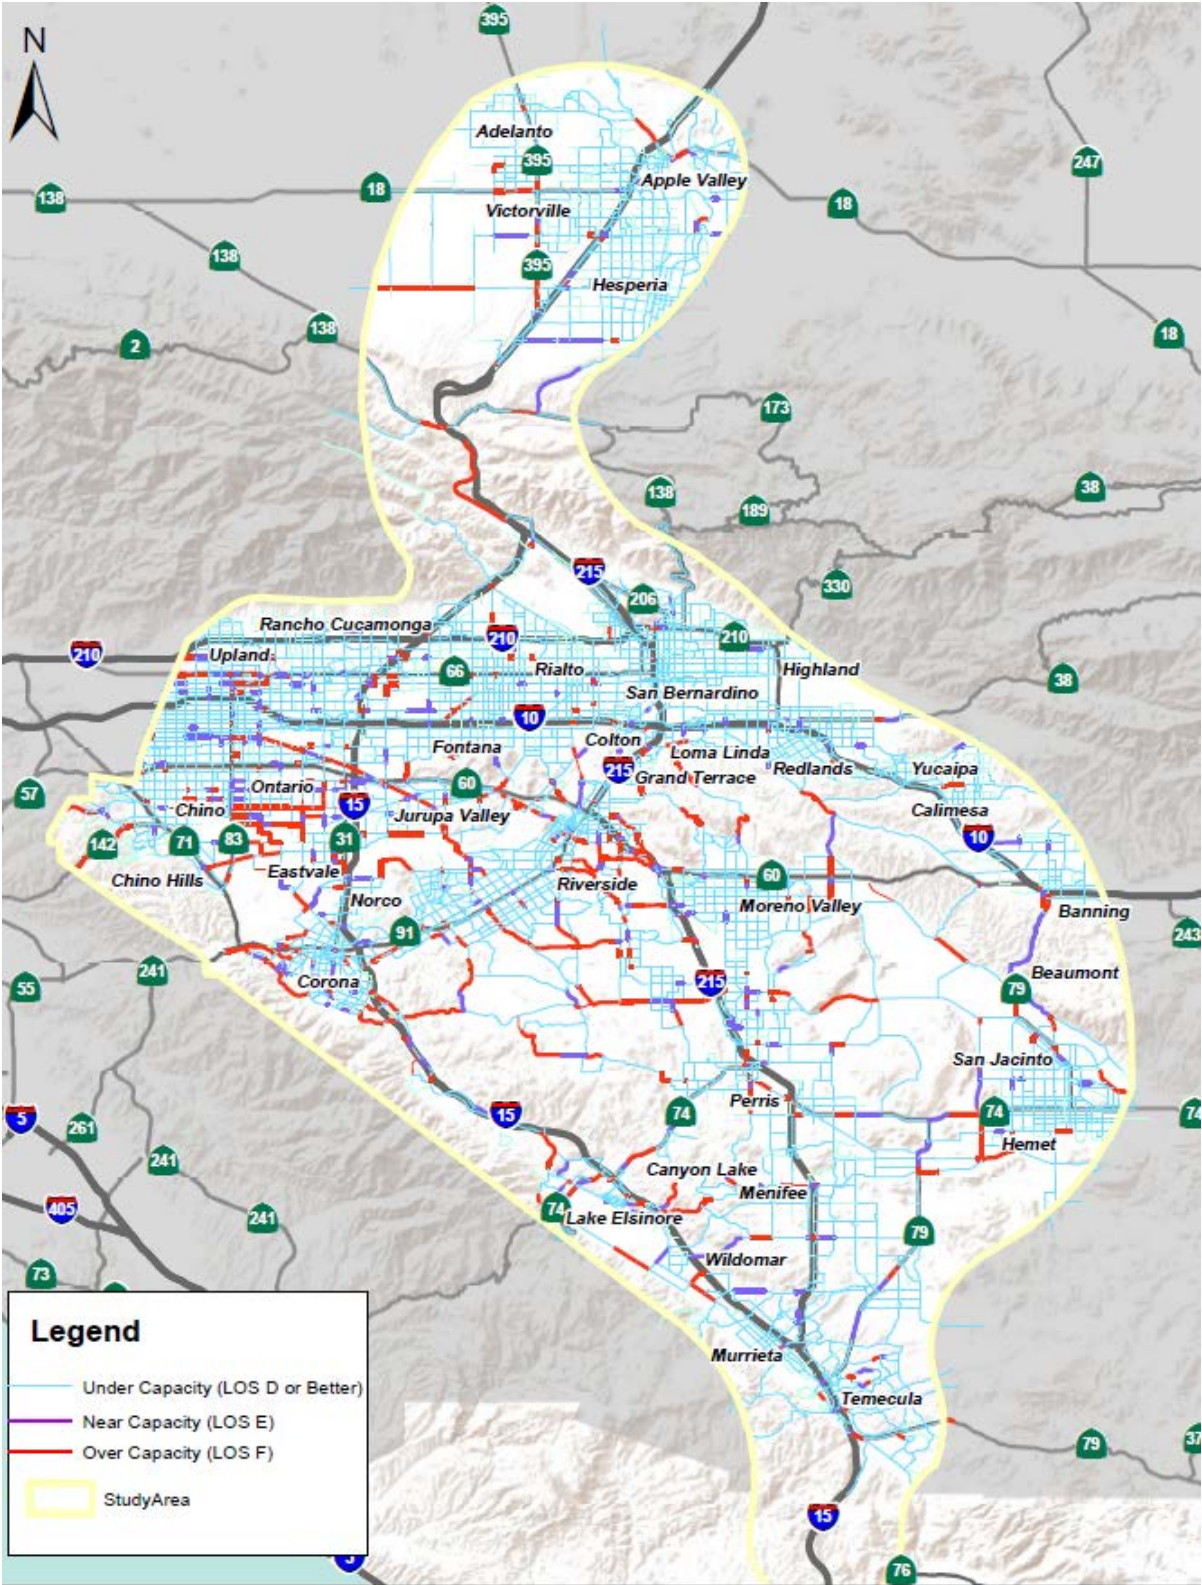 395
N
Adelanto
395
247
Apple Valley
138
18
18
Victorville
138
395
Hesperia
138
18
2
173
138
38
189
215
330
206
Rancho Cucamonga
210
210
210
Upland
66
Rialto
Highland
38
San Bernardino
10
Fontana
Colton
Loma Linda
215
Grand Terrace
Redlands
Yucaipa
57
Ontario
60
Chino
15
Jurupa Valley
Calimesa
142
71
83
31
10
Chino Hills
Eastvale
Riverside
60
Norco
Moreno Valley
Banning
91
243
241
Corona
215
Beaumont
55
79
San Jacinto
Perris
5
15
74
74
74
261
Hemet
241
Canyon Lake
Menifee
405
241
74
Lake Elsinore
79
73
Wildomar
Legend
Murrieta
Under Capacity (LOS D or Better)
Temecula
Near Capacity (LOS E)
79
37
Over Capacity (LOS F)
StudyArea
15
5
76